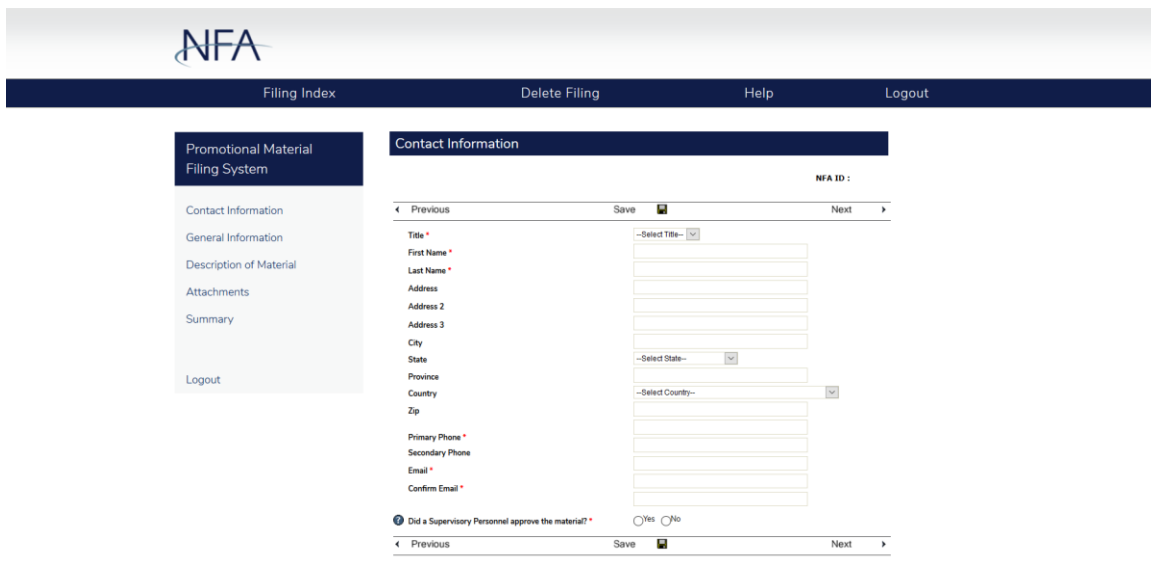 NFA
Filing Index Delete Filing Help Logout
Promotional Material
Filing System
Contact Information
General Information
Description of Material
Attachments
Summary
Logout
Contact Information
NFA ID :
Previous Save Next
Title * --Select Title--
First Name *
Last Name *
Address
Address 2
Address 3
City
State --Select State--
Province
Country --Select Country--
Zip
Primary Phone *
Secondary Phone
Email *
Confirm Email *
? Did a Supervisory Personnel approve the material? * Yes No
Previous Save Next